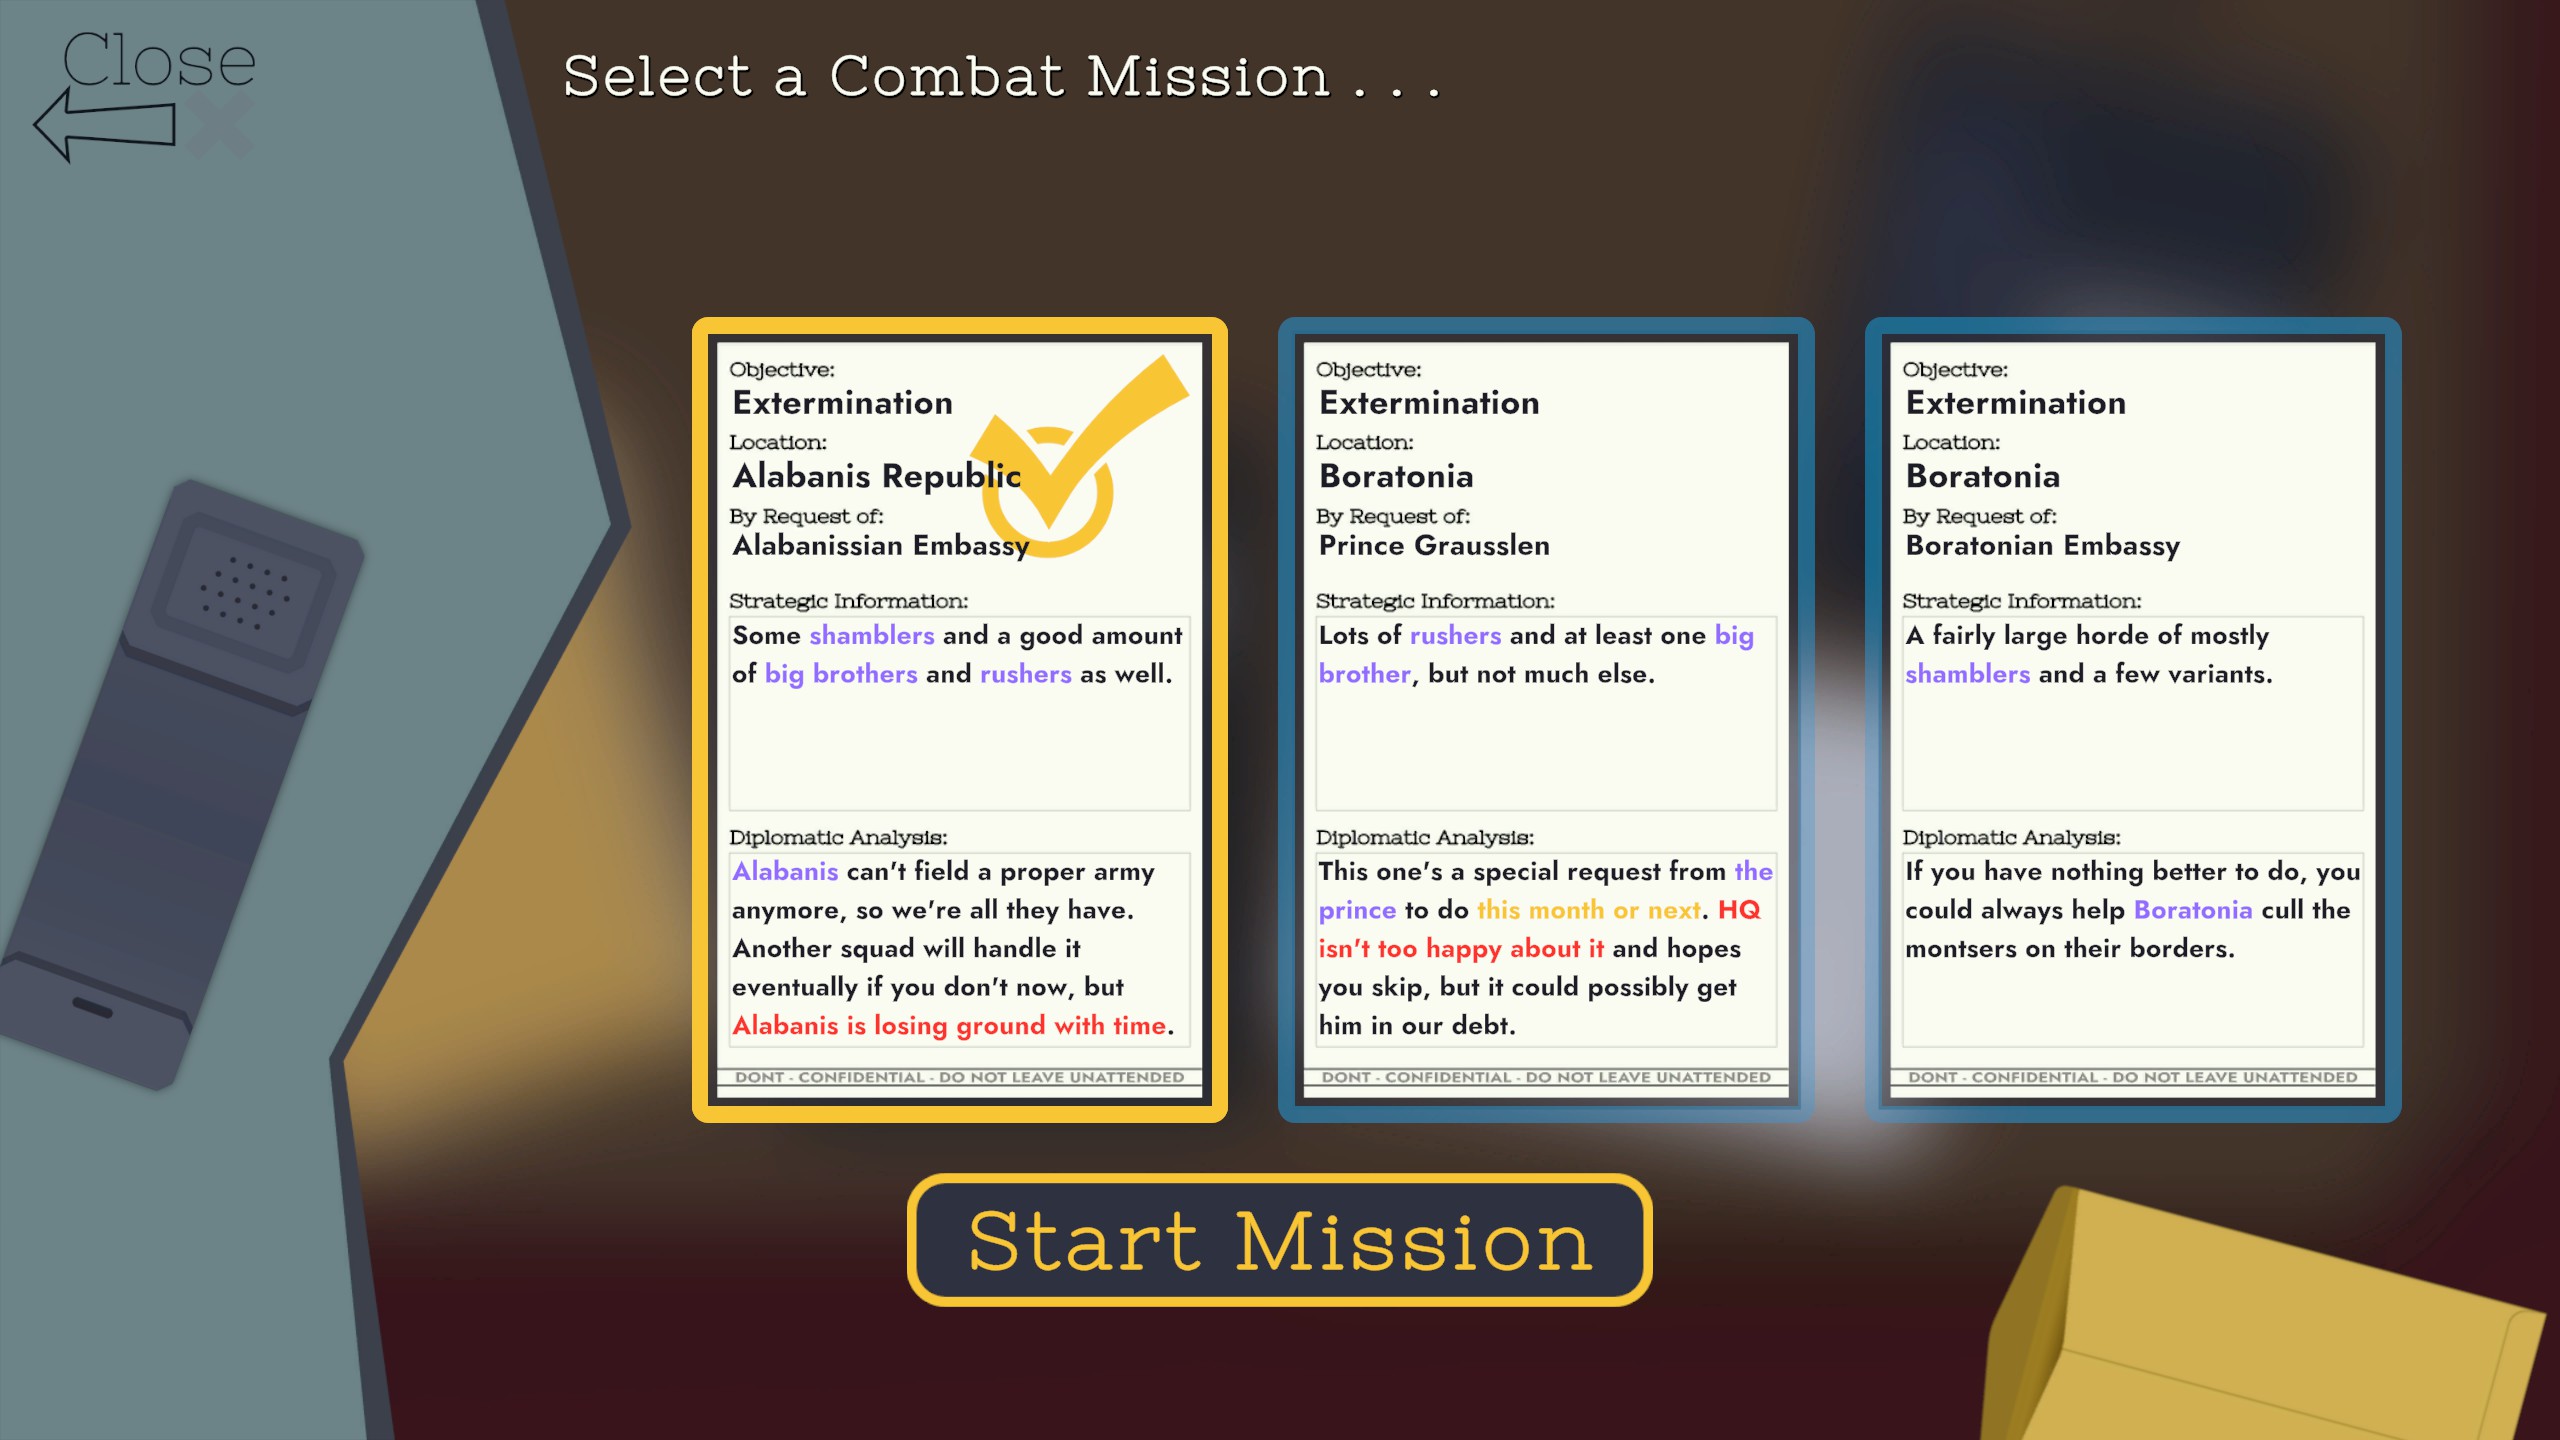 Close
Select a Combat Mission . . .
Objective:
Extermination
Location:
Alabanis Republic
By Request of:
Alabanissian Embassy
Strategic Information:
Some shamblers and a good amount
of big brothers and rushers as well.
Diplomatic Analysis:
Alabanis can't field a proper army
anymore, so we're all they have.
Another squad will handle it
eventually if you don't now, but
Alabanis is losing ground with time.
DONT - CONFIDENTIAL - DO NOT LEAVE UNATTENDED
Objective:
Extermination
Location:
Boratonia
By Request of:
Prince Grausslen
Strategic Information:
Lots of rushers and at least one big
brother, but not much else.
Diplomatic Analysis:
This one's a special request from the
prince to do this month or next. HQ
isn't too happy about it and hopes
you skip, but it could possibly get
him in our debt.
DONT - CONFIDENTIAL - DO NOT LEAVE UNATTENDED
Objective:
Extermination
Location:
Boratonia
By Request of:
Boratonian Embassy
Strategic Information:
A fairly large horde of mostly
shamblers and a few variants.
Diplomatic Analysis:
If you have nothing better to do, you
could always help Boratonia cull the
montsers on their borders.
DONT - CONFIDENTIAL - DO NOT LEAVE UNATTENDED
Start Mission